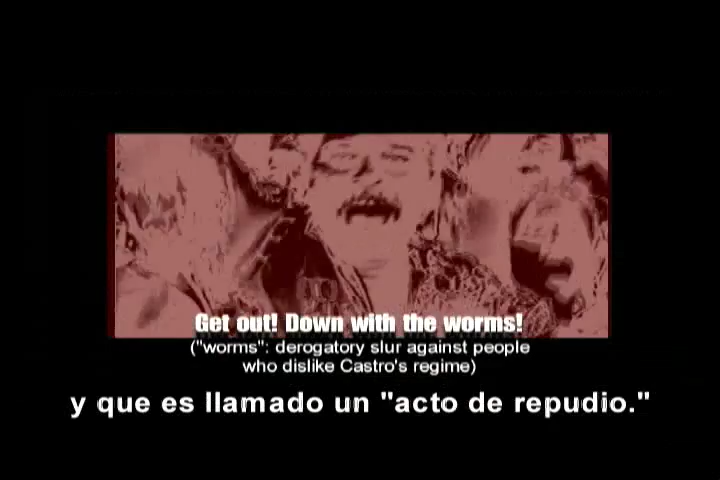 Get out! Down with the worms!
("worms": derogatory slur against people
who dislike Castro's regime)
y que es llamado un "acto de repudio."